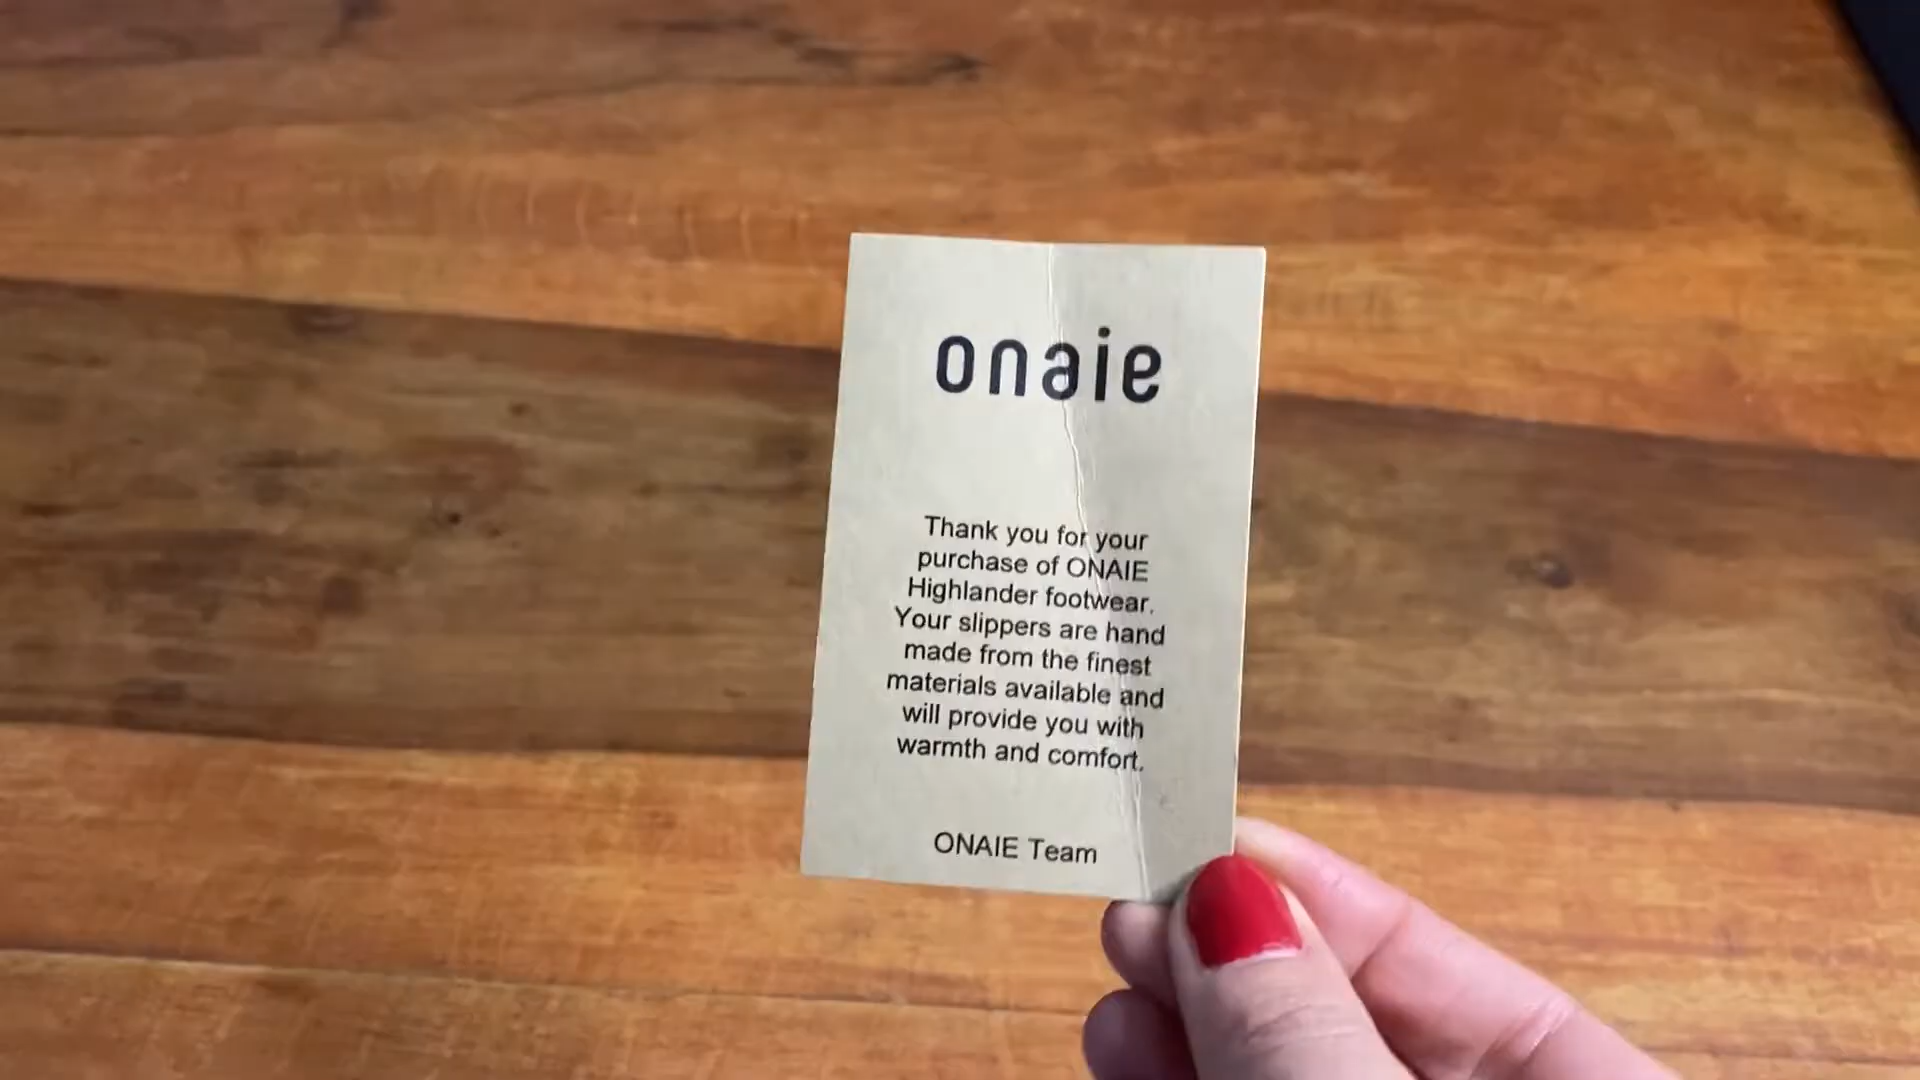 onaie
Thank you for your
purchase of ONAIE
Highlander footwear.
Your slippers are hand
made from the finest
materials available and
will provide you with
warmth and comfort.
ONAIE Team